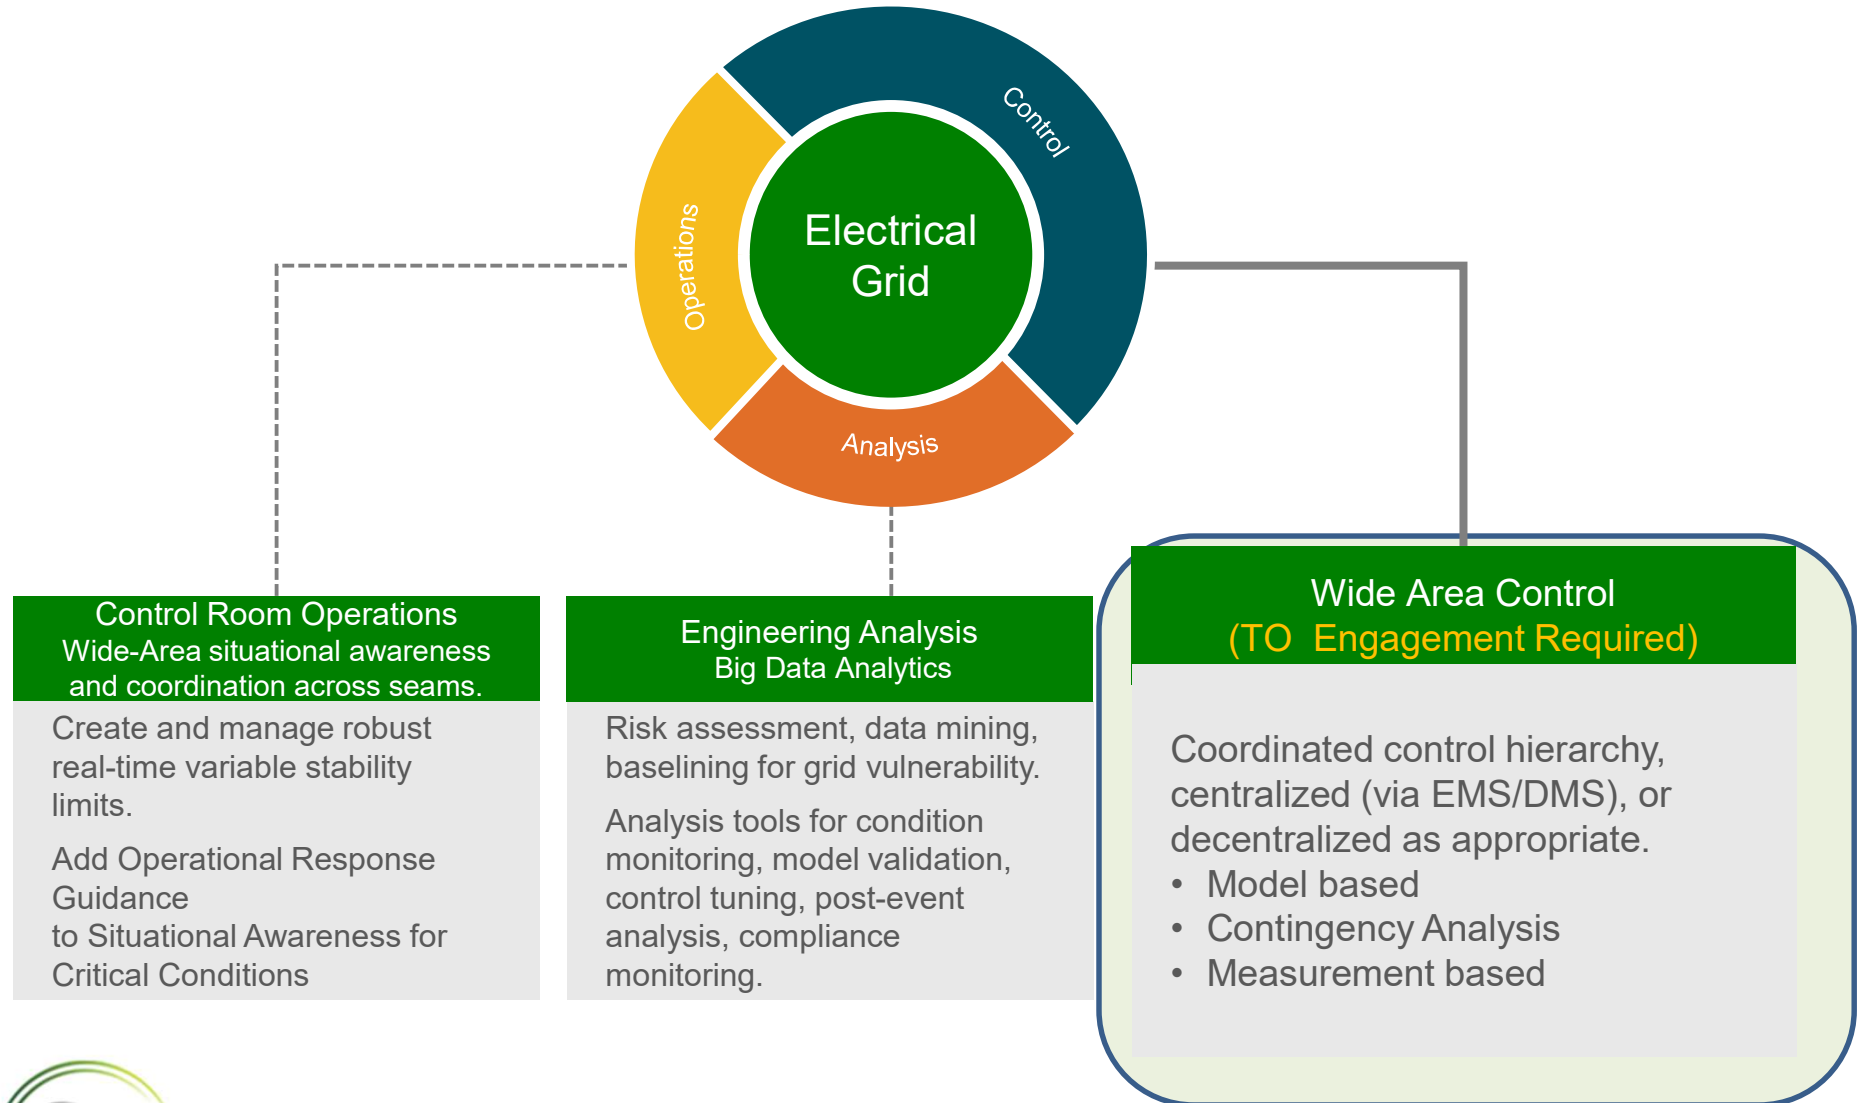 Control
Operations
Electrical
Grid
Analysis
Control Room Operations
Wide-Area situational awareness
and coordination across seams.
Create and manage robust
real-time variable stability
limits.
Add Operational Response
Guidance
to Situational Awareness for
Critical Conditions
Engineering Analysis
Big Data Analytics
Risk assessment, data mining,
baselining for grid vulnerability.
Analysis tools for condition
monitoring, model validation,
control tuning, post-event
analysis, compliance
monitoring.
Wide Area Control
(TO Engagement Required)
Coordinated control hierarchy,
centralized (via EMS/DMS), or
decentralized as appropriate.
• Model based
• Contingency Analysis
• Measurement based